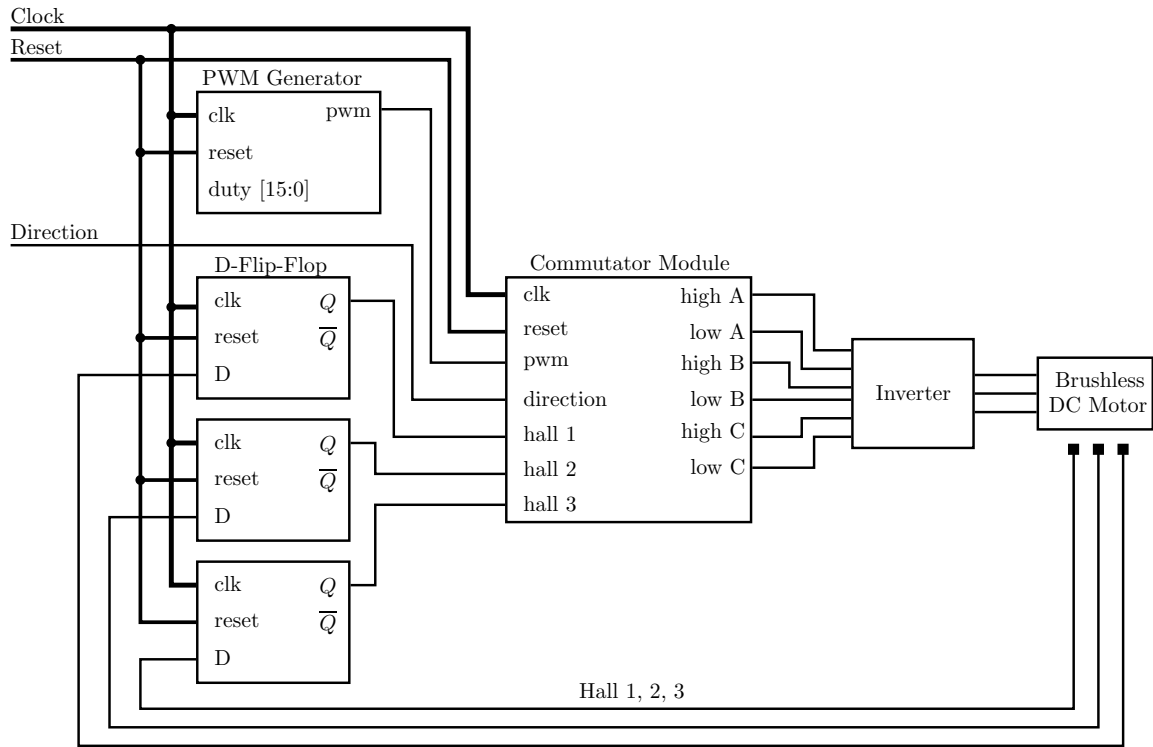 Clock
Reset
PWM Generator
clk
pwm
reset
duty [15:0]
Direction
D-Flip-Flop
clk
Q
reset
Q̅
D
clk
Q
reset
Q̅
D
clk
Q
reset
Q̅
D
Commutator Module
clk
reset
pwm
direction
hall 1
hall 2
hall 3
high A
low A
high B
low B
high C
low C
Inverter
Brushless
DC Motor
Hall 1, 2, 3